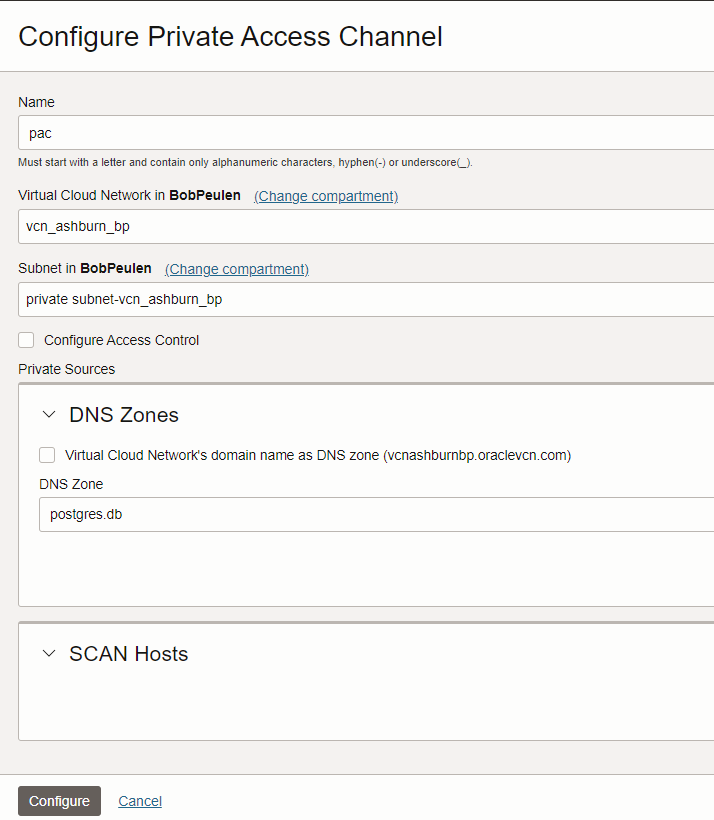 Configure Private Access Channel
Name
pac
Must start with a letter and contain only alphanumeric characters, hyphen(-) or underscore(_).
Virtual Cloud Network in BobPeulen (Change compartment)
vcn_ashburn_bp
Subnet in BobPeulen (Change compartment)
private subnet-vcn_ashburn_bp
Configure Access Control
Private Sources
DNS Zones
Virtual Cloud Network's domain name as DNS zone (vcnashburnbp.oraclevcn.com)
DNS Zone
postgres.db
SCAN Hosts
Configure Cancel